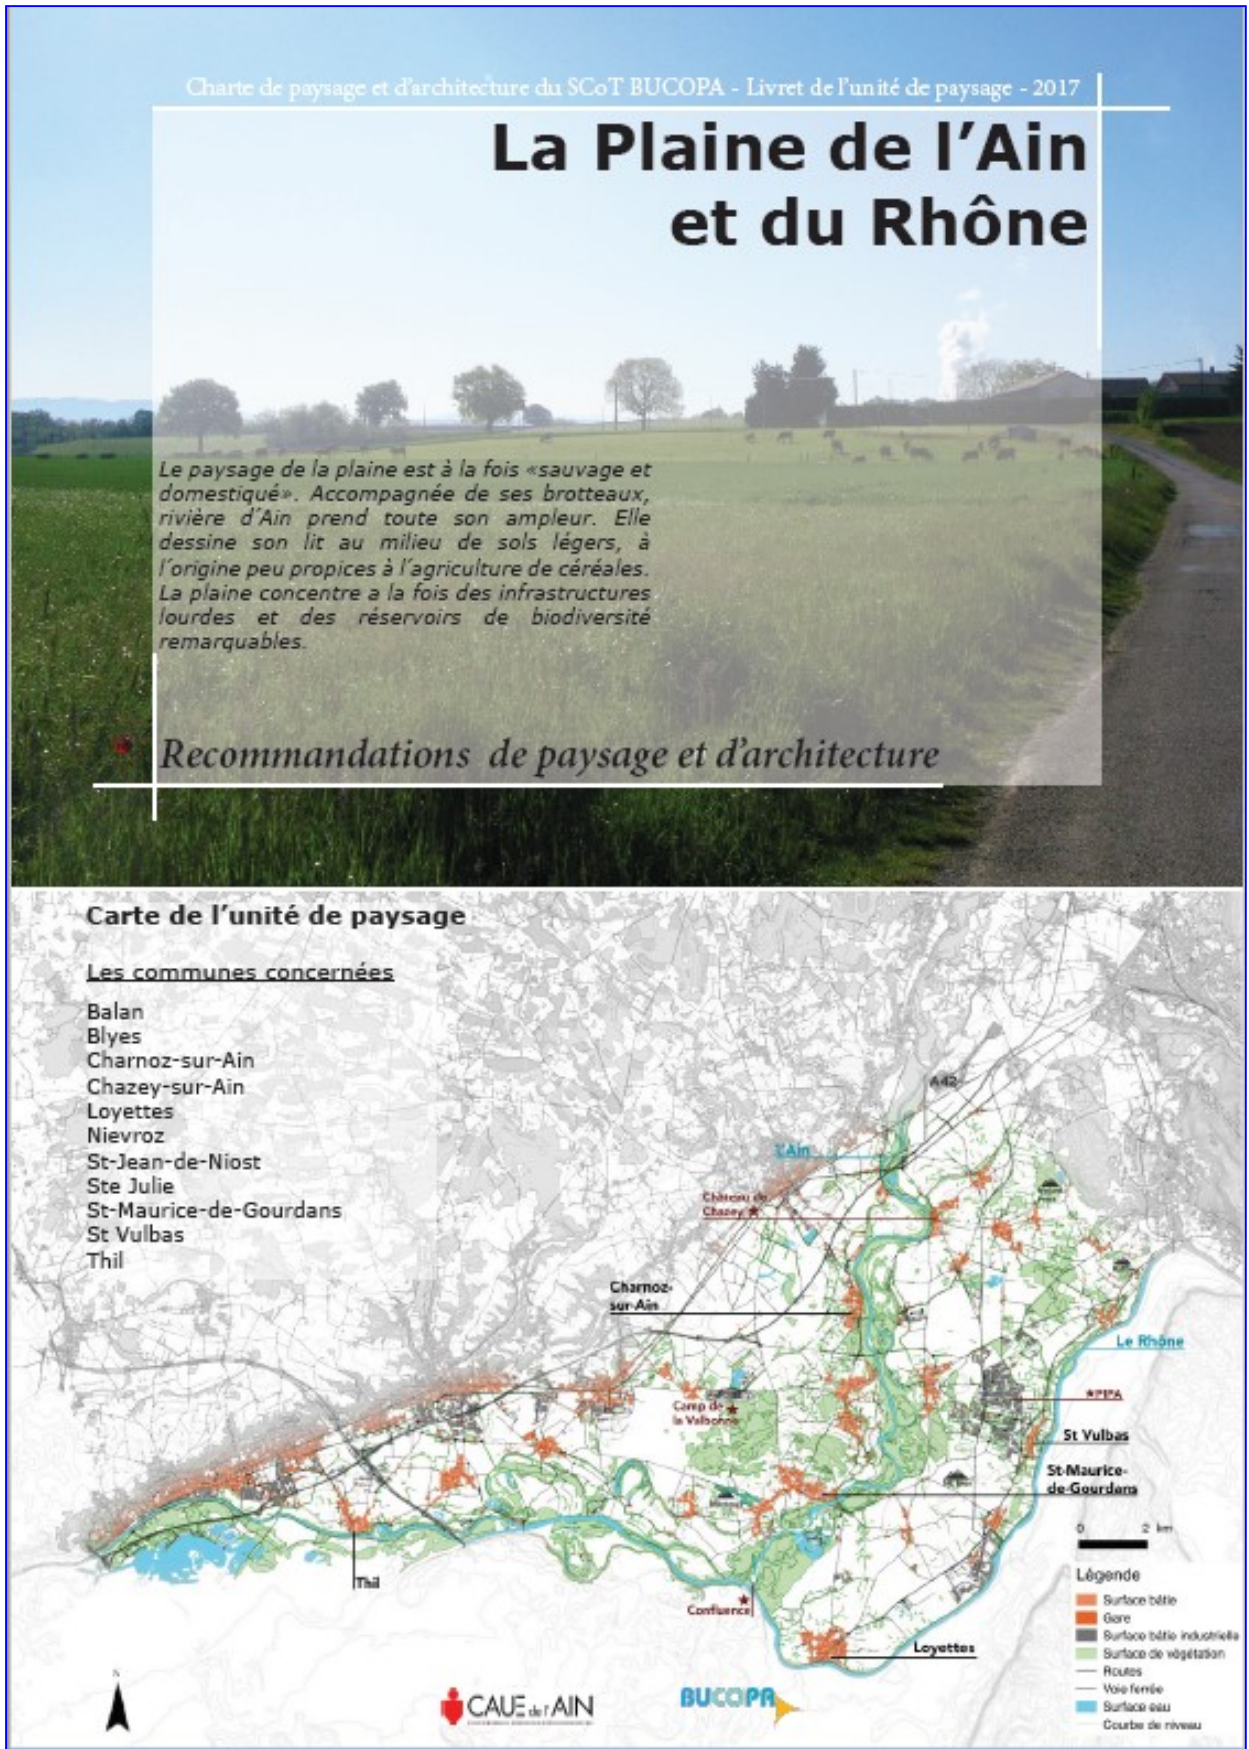 Charte de paysage et d'architecture du SCoT BUCOPA - Livret de l'unité de paysage - 2017
La Plaine de l'Ain
et du Rhône
Le paysage de la plaine est à la fois «sauvage et
domestiqué». Accompagnée de ses brotteaux,
rivière d'Ain prend toute son ampleur. Elle
dessine son lit au milieu de sols légers, à
l'origine peu propices à l'agriculture de céréales.
La plaine concentre a la fois des infrastructures
lourdes et des réservoirs de biodiversité
remarquables.
Recommandations de paysage et d'architecture
Carte de l'unité de paysage
Les communes concernées
Balan
Blyes
Charnoz-sur-Ain
Chazey-sur-Ain
Loyettes
Nievroz
St-Jean-de-Niost
Ste Julie
St-Maurice-de-Gourdans
St Vulbas
Thil
A42
L'Ain
Château de
Chazey
Charnoz-
sur-Ain
Le Rhône
PIPA
Camp de
la Valbonne
St Vulbas
St-Maurice-
de-Gourdans
0 2 km
Thil
Confluence
Loyettes
Légende
Surface bâtie
Gare
Surface bâtie industrielle
Surface de végétation
Routes
Voie ferrée
Surface eau
Courbe de niveau
N
CAUE de l'AIN
BUCOPA